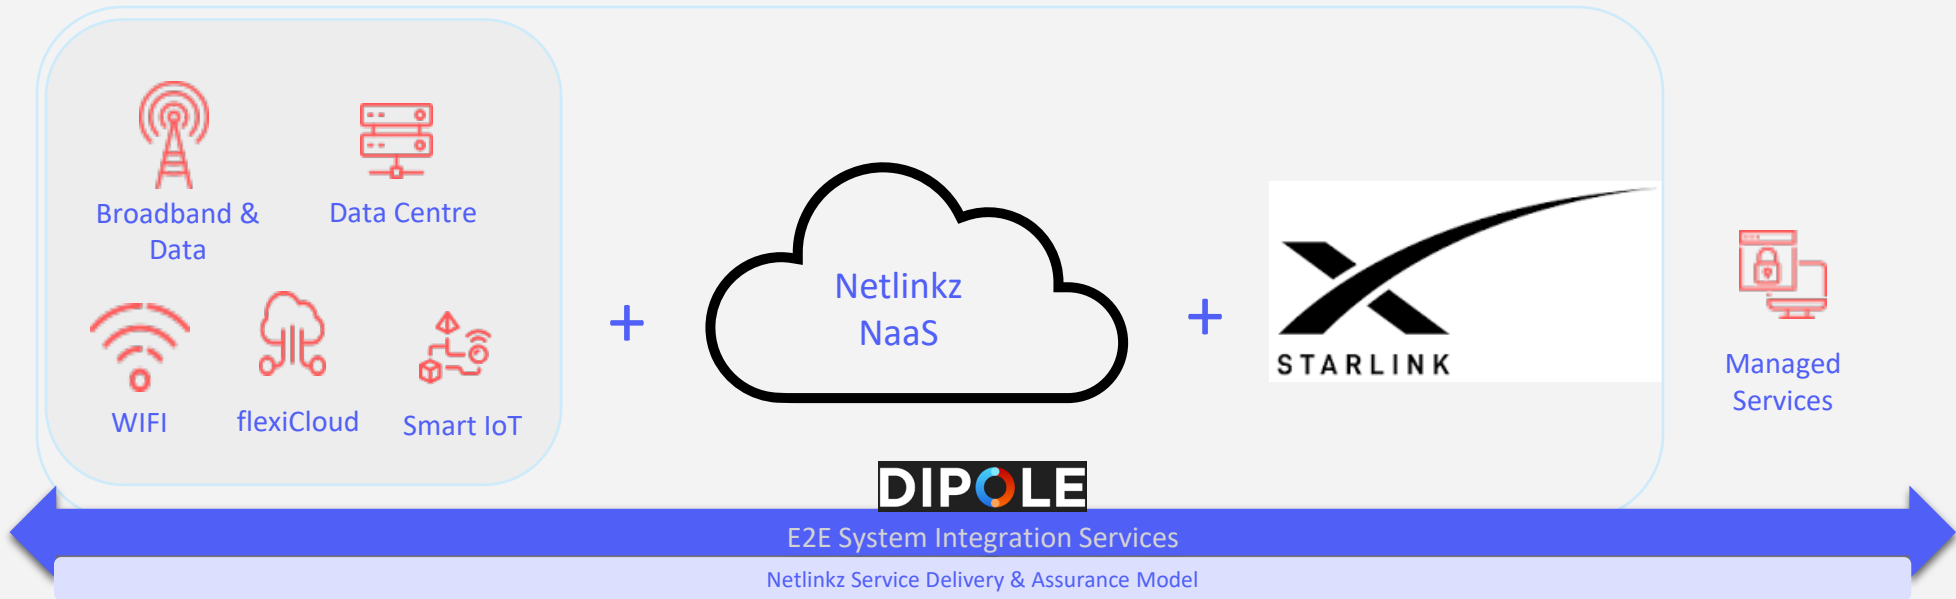 Broadband &
Data
Data Centre
WIFI
flexiCloud
Smart IoT
+
Netlinkz
NaaS
+
STARLINK
Managed
Services
DIPOLE
E2E System Integration Services
Netlinkz Service Delivery & Assurance Model